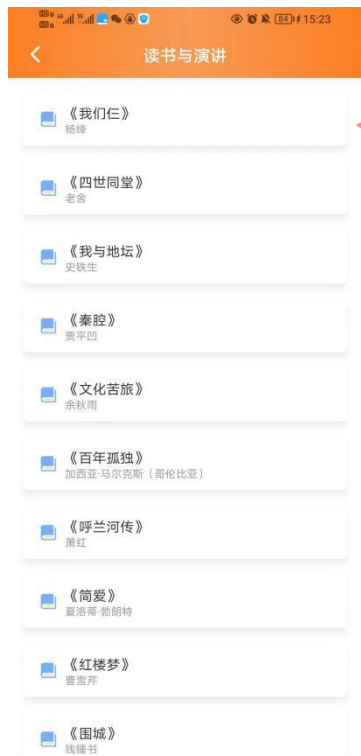 84 15:23
读书与演讲
《我们仨》
杨绛
《四世同堂》
老舍
《我与地坛》
史铁生
《秦腔》
贾平凹
《文化苦旅》
余秋雨
《百年孤独》
加西亚·马尔克斯（哥伦比亚）
《呼兰河传》
萧红
《简爱》
夏洛蒂·勃朗特
《红楼梦》
曹雪芹
《围城》
钱锺书